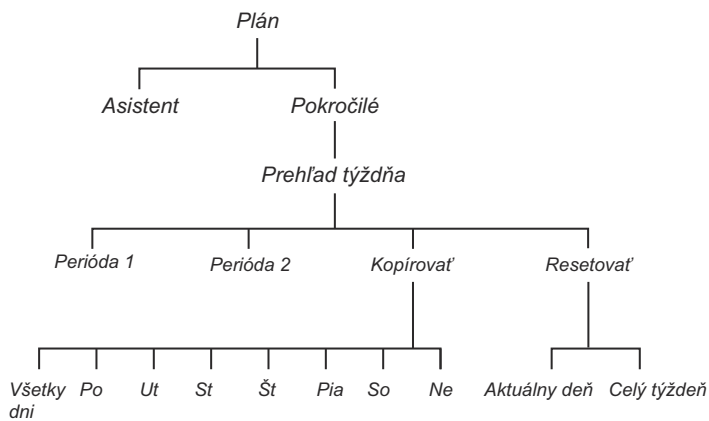 Plán
Asistent
Pokročilé
Prehľad týždňa
Perióda 1
Perióda 2
Kopírovať
Resetovať
Všetky
dni
Po
Ut
St
Št
Pia
So
Ne
Aktuálny deň
Celý týždeň